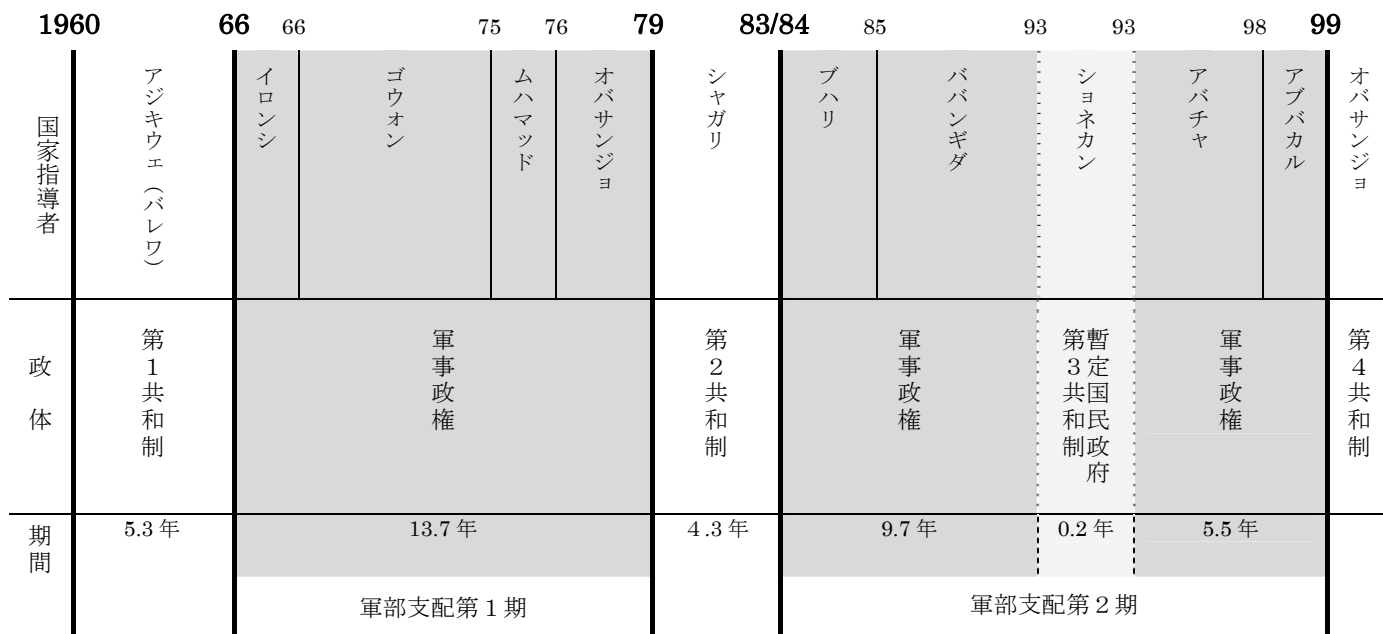 1960 66 66 75 76 79 83/84 85 93 93 98 99
国家指導者
アジキウェ（バレワ）
イロンシ
ゴウォン
ムハマッド
オバサンジョ
シャガリ
ブハリ
ババンギダ
ショネカン
アバチャ
アブバカル
オバサンジョ
政体
第1共和制
軍事政権
第2共和制
軍事政権
暫定国民政府
第3共和制
軍事政権
第4共和制
期間
5.3年
13.7年
4.3年
9.7年
0.2年
5.5年
軍部支配第1期
軍部支配第2期